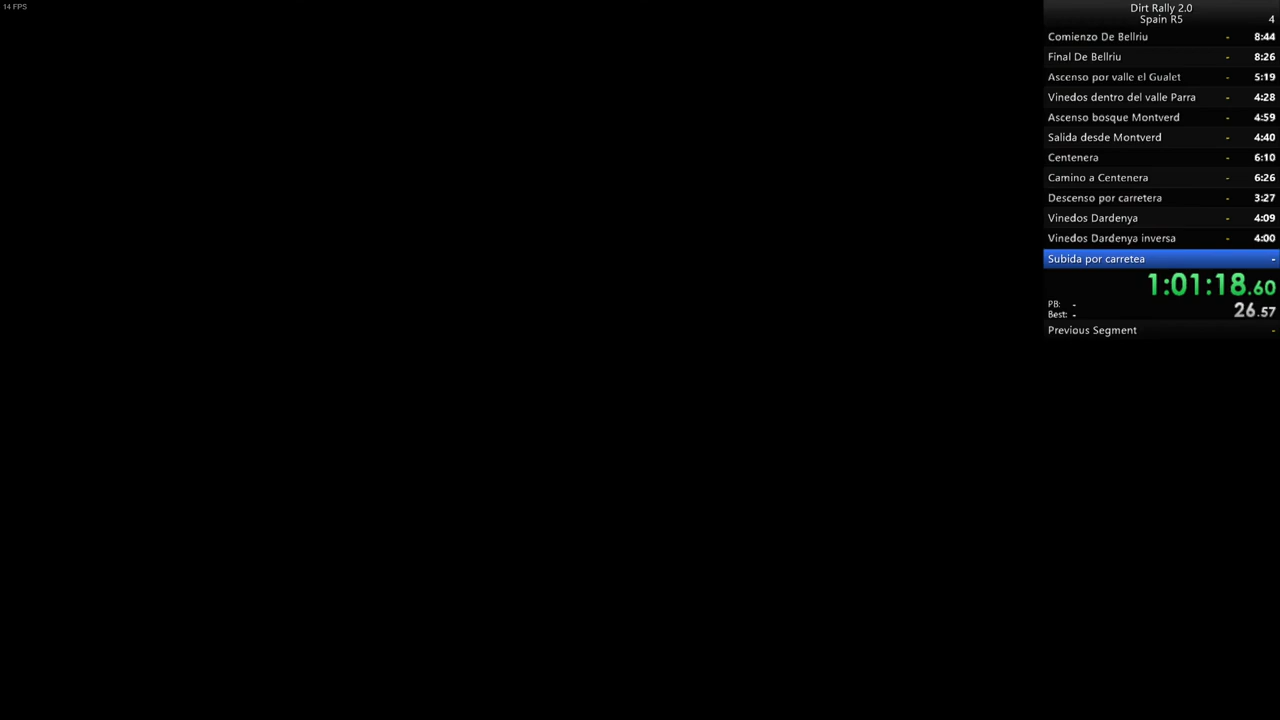 14 FPS
Dirt Rally 2.0
Spain R5 4
Comienzo De Bellriu - 8:44
Final De Bellriu - 8:26
Ascenso por valle el Gualet - 5:19
Vinedos dentro del valle Parra - 4:28
Ascenso bosque Montverd - 4:59
Salida desde Montverd - 4:40
Centenera - 6:10
Camino a Centenera - 6:26
Descenso por carretera - 3:27
Vinedos Dardenya - 4:09
Vinedos Dardenya inversa - 4:00
Subida por carretea -
1:01:18.60
PB: -
Best: - 26.57
Previous Segment -